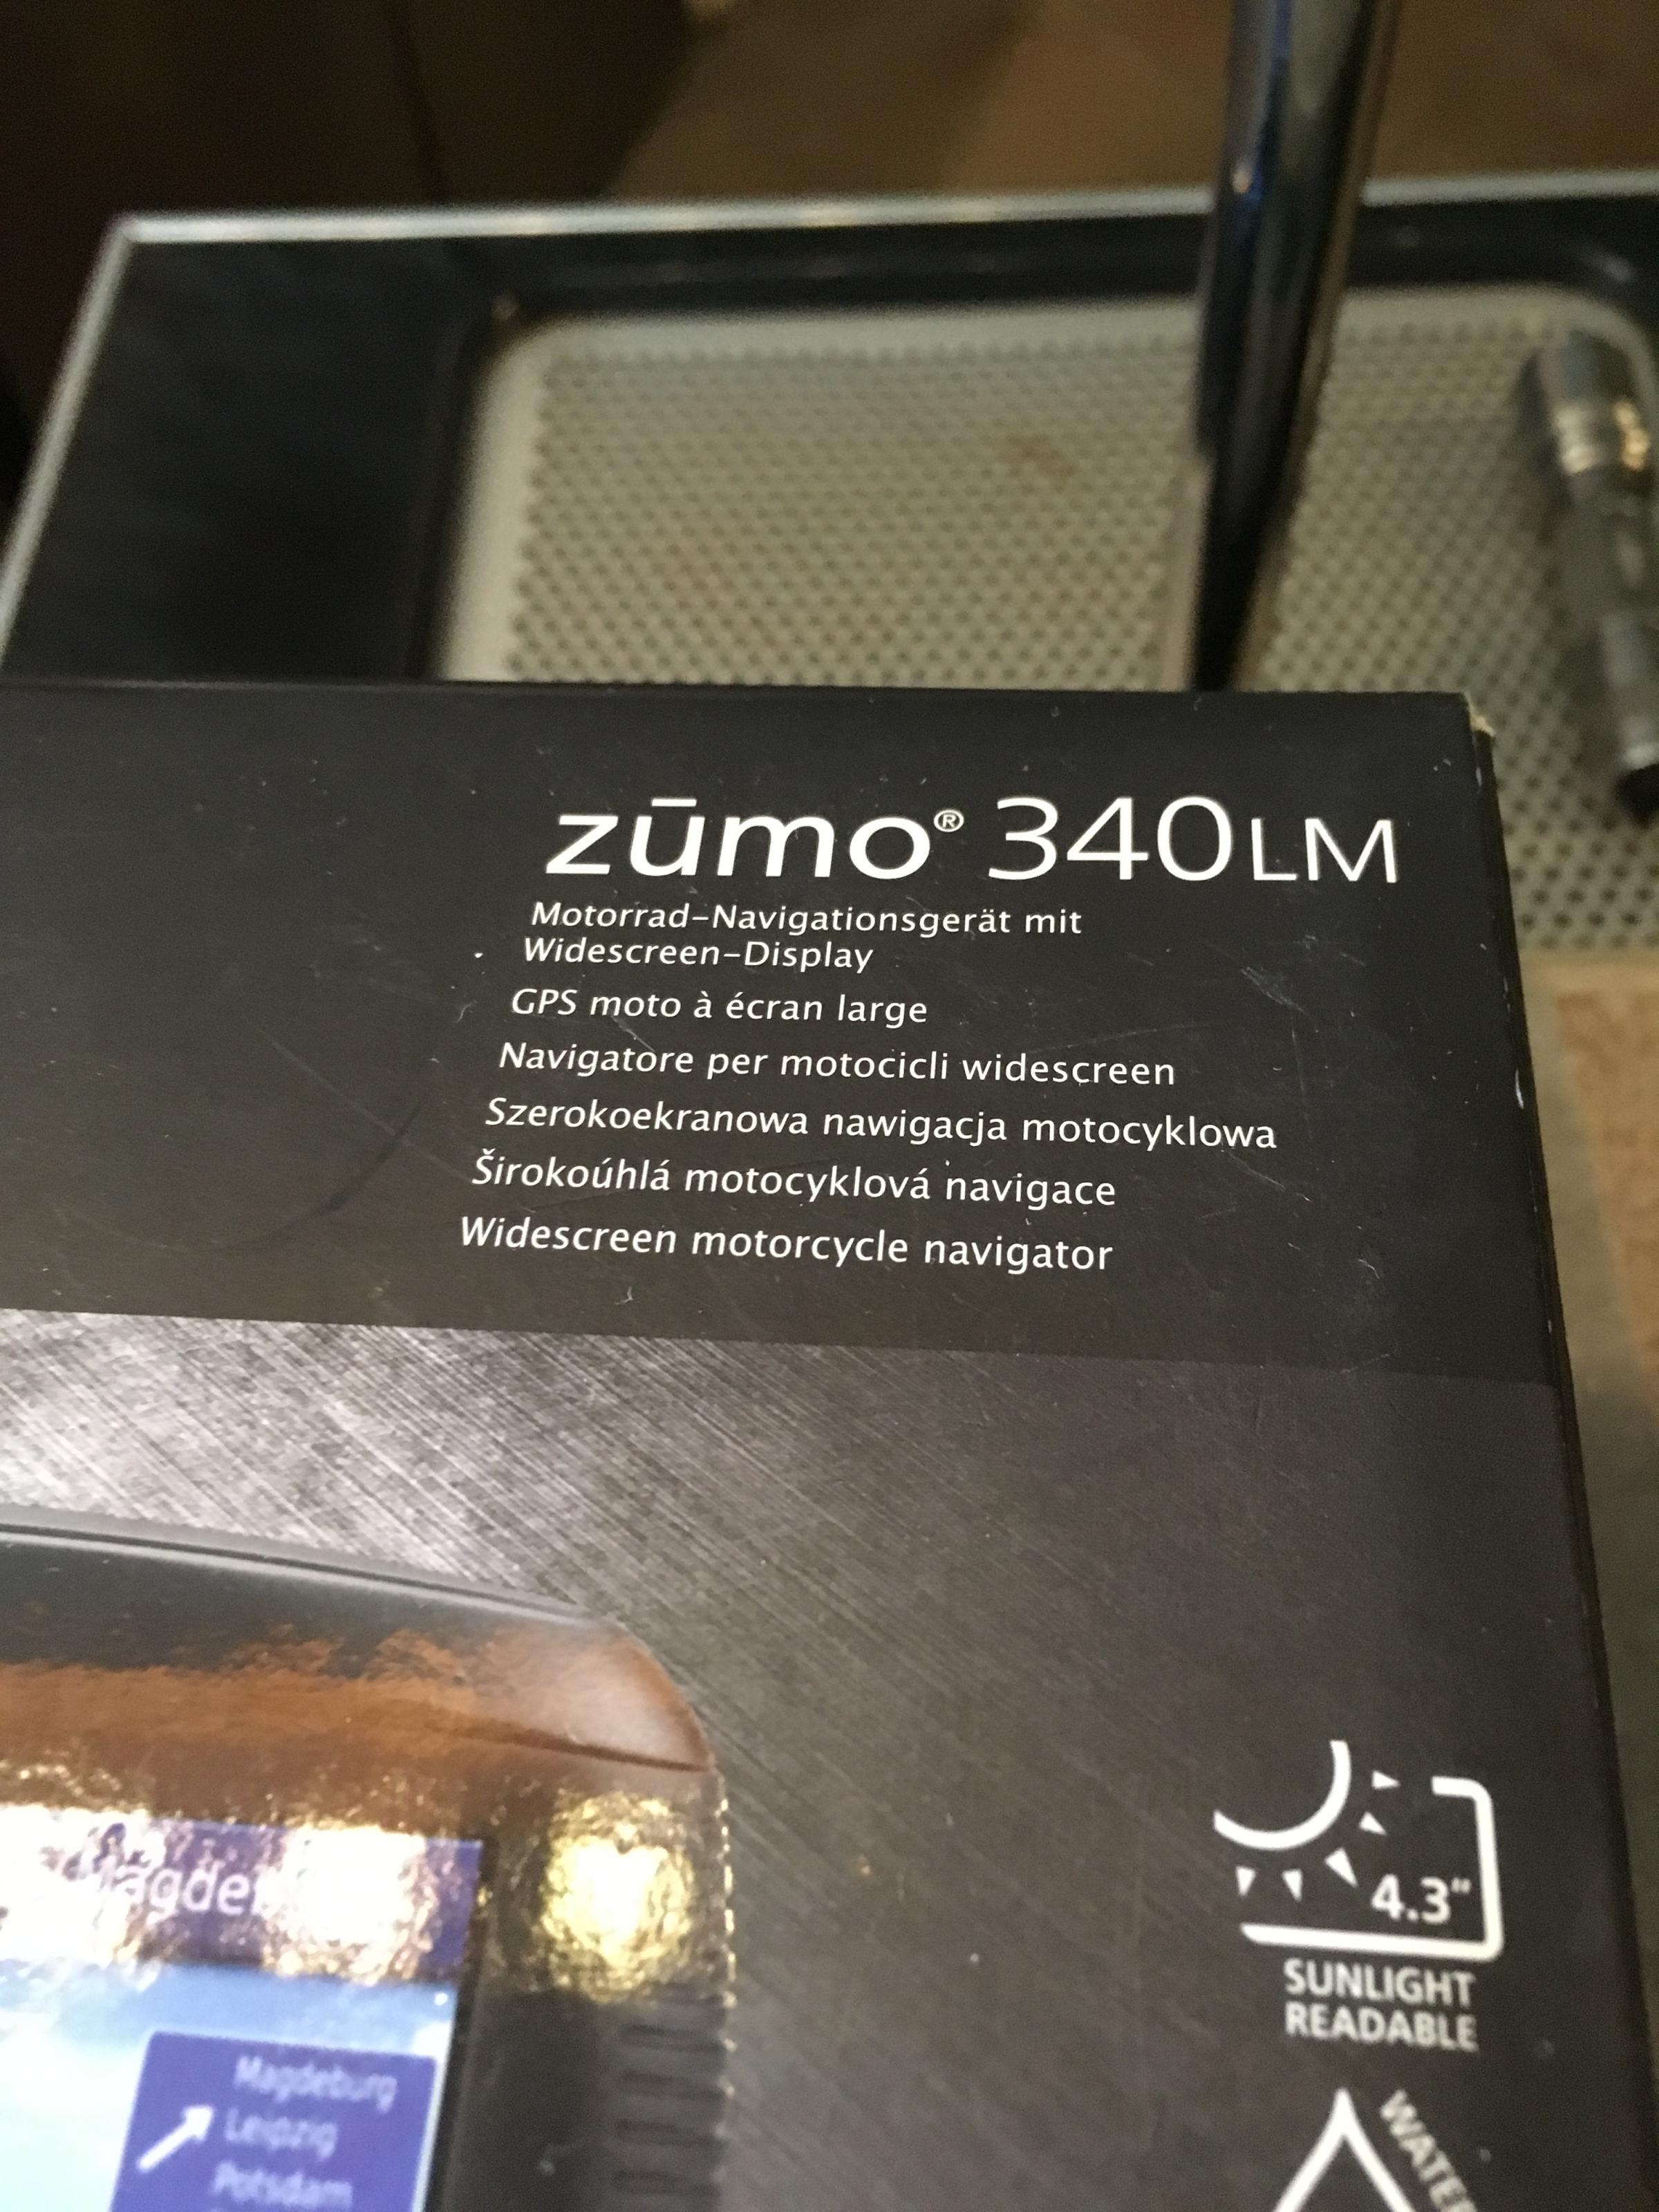 zūmo® 340LM
Motorrad-Navigationsgerät mit
Widescreen-Display
GPS moto à écran large
Navigatore per motocicli widescreen
Szerokoekranowa nawigacja motocyklowa
Širokoúhlá motocyklová navigace
Widescreen motorcycle navigator
4.3"
SUNLIGHT
READABLE
Magdeburg
Leipzig
Potsdam